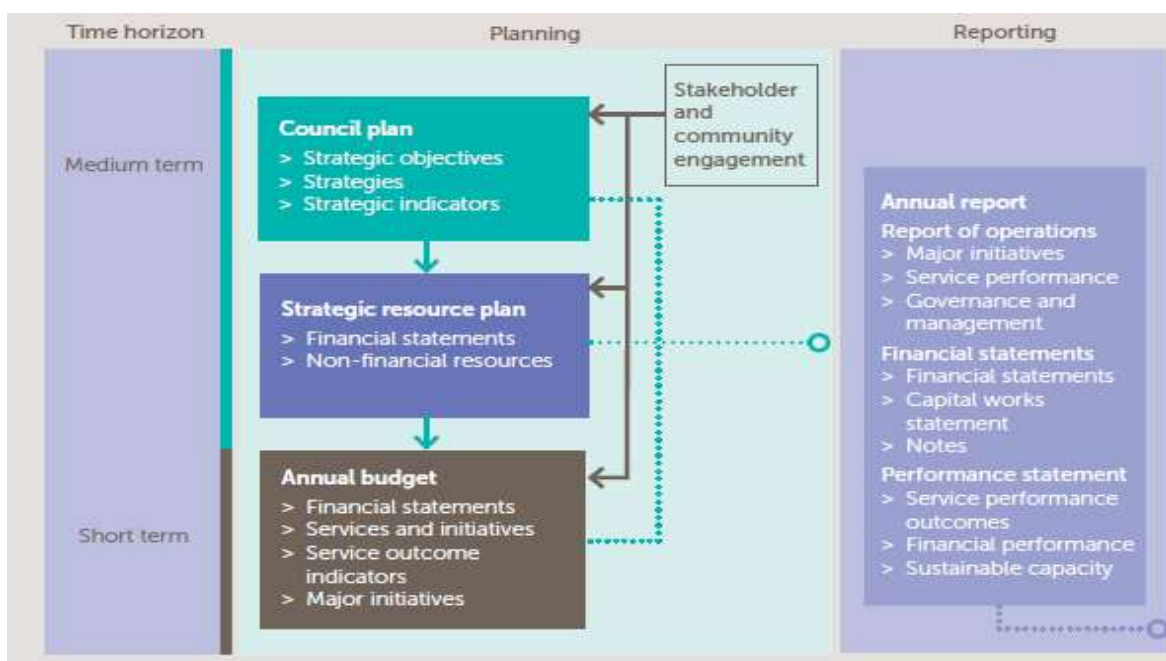 Time horizon
Planning
Reporting
Medium term
Short term
Stakeholder
and
community
engagement
Council plan
> Strategic objectives
> Strategies
> Strategic indicators
Strategic resource plan
> Financial statements
> Non-financial resources
Annual budget
> Financial statements
> Services and initiatives
> Service outcome
indicators
> Major initiatives
Annual report
Report of operations
> Major initiatives
> Service performance
> Governance and
management
Financial statements
> Financial statements
> Capital works
statement
> Notes
Performance statement
> Service performance
outcomes
> Financial performance
> Sustainable capacity